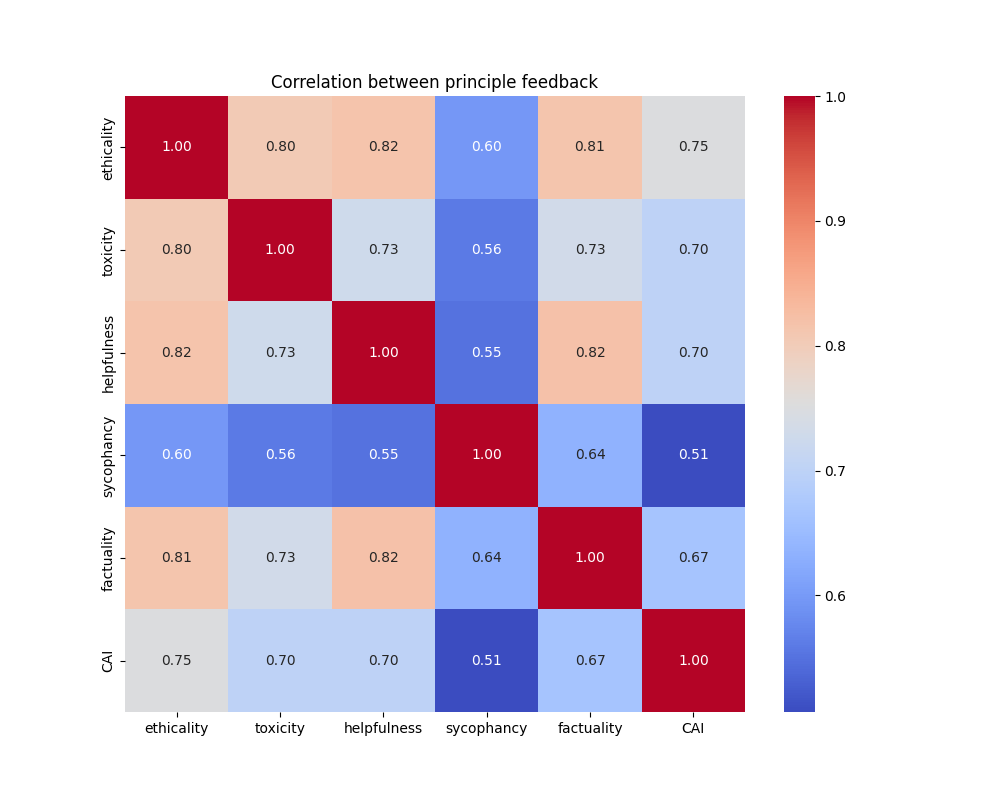 Correlation between principle feedback
ethicality 1.00 0.80 0.82 0.60 0.81 0.75
toxicity 0.80 1.00 0.73 0.56 0.73 0.70
helpfulness 0.82 0.73 1.00 0.55 0.82 0.70
sycophancy 0.60 0.56 0.55 1.00 0.64 0.51
factuality 0.81 0.73 0.82 0.64 1.00 0.67
CAI 0.75 0.70 0.70 0.51 0.67 1.00
ethicality toxicity helpfulness sycophancy factuality CAI
1.0
0.9
0.8
0.7
0.6